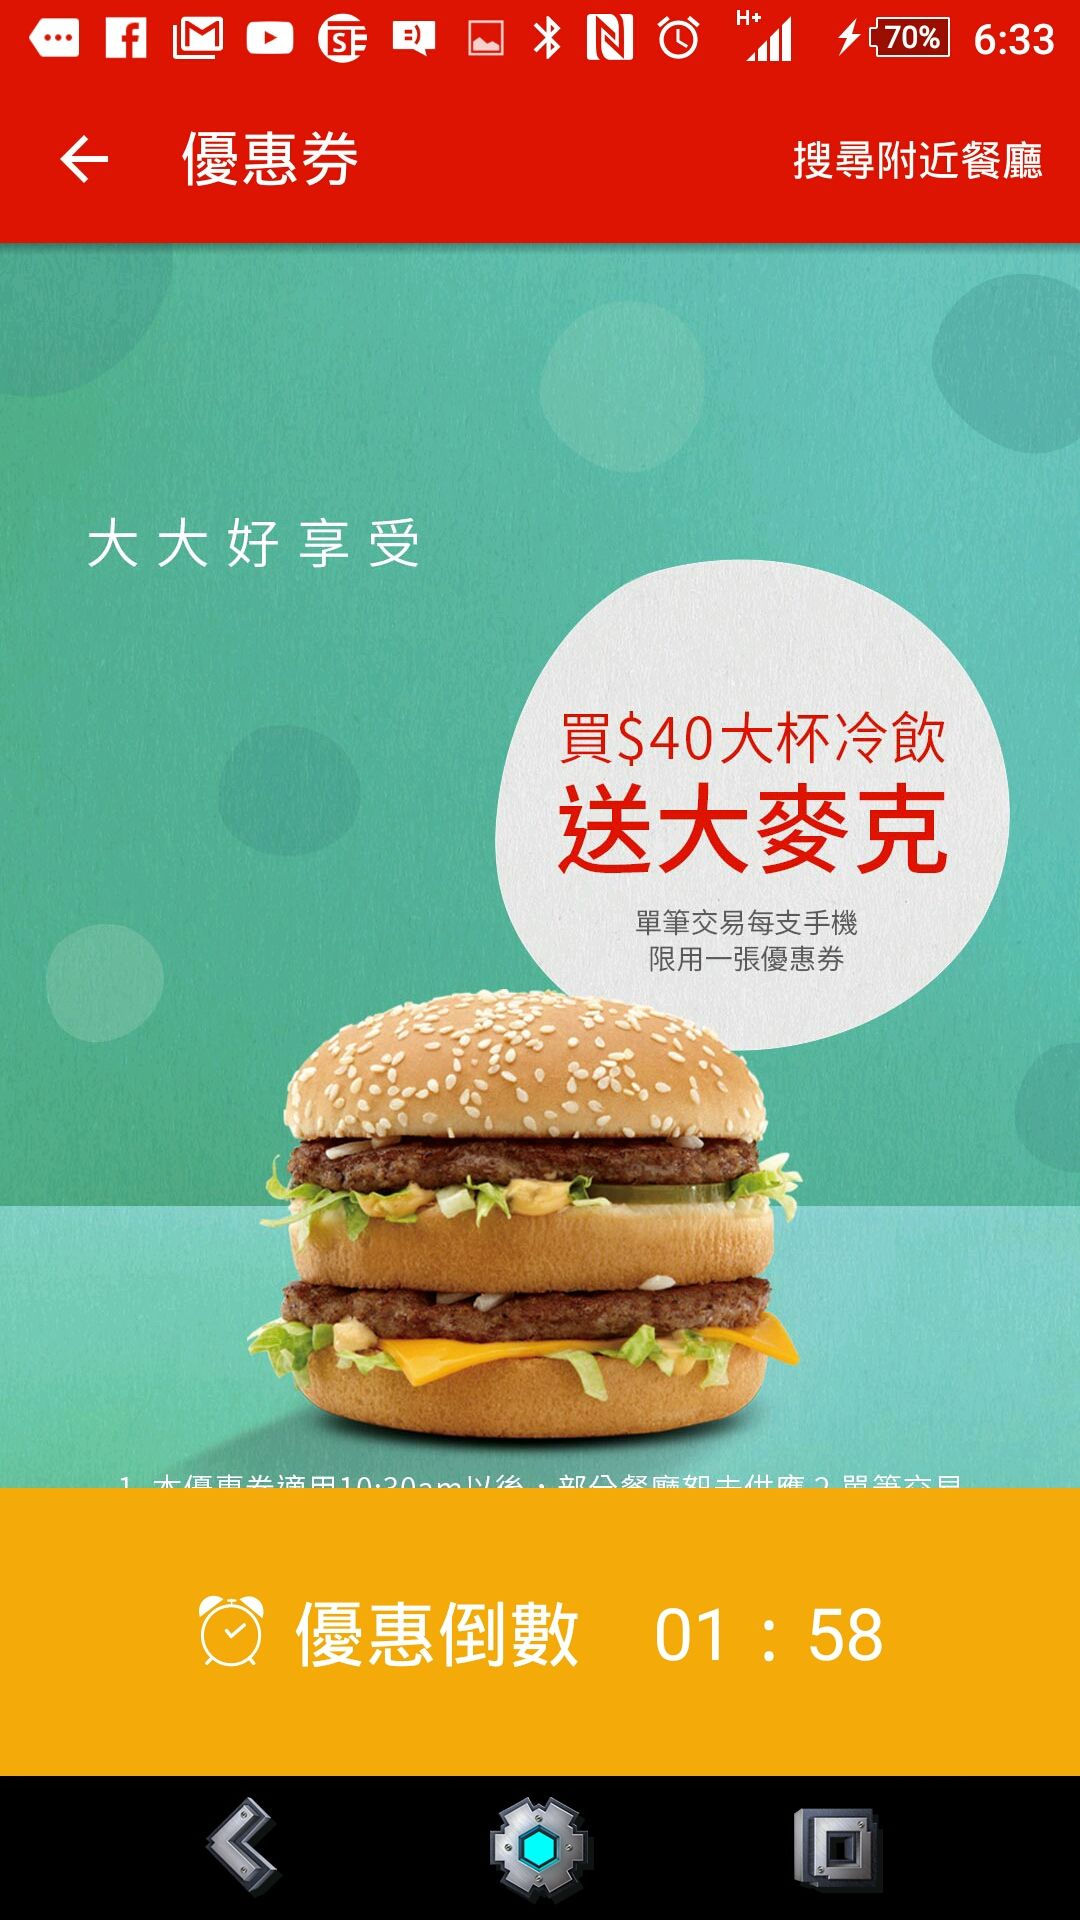 H+
70% 6:33
優惠券 搜尋附近餐廳
大大好享受
買$40大杯冷飲
送大麥克
單筆交易每支手機
限用一張優惠券
1. 本優惠券適用10:30am以後，部分餐廳恕未供應 2.單筆交易
優惠倒數 01 : 58